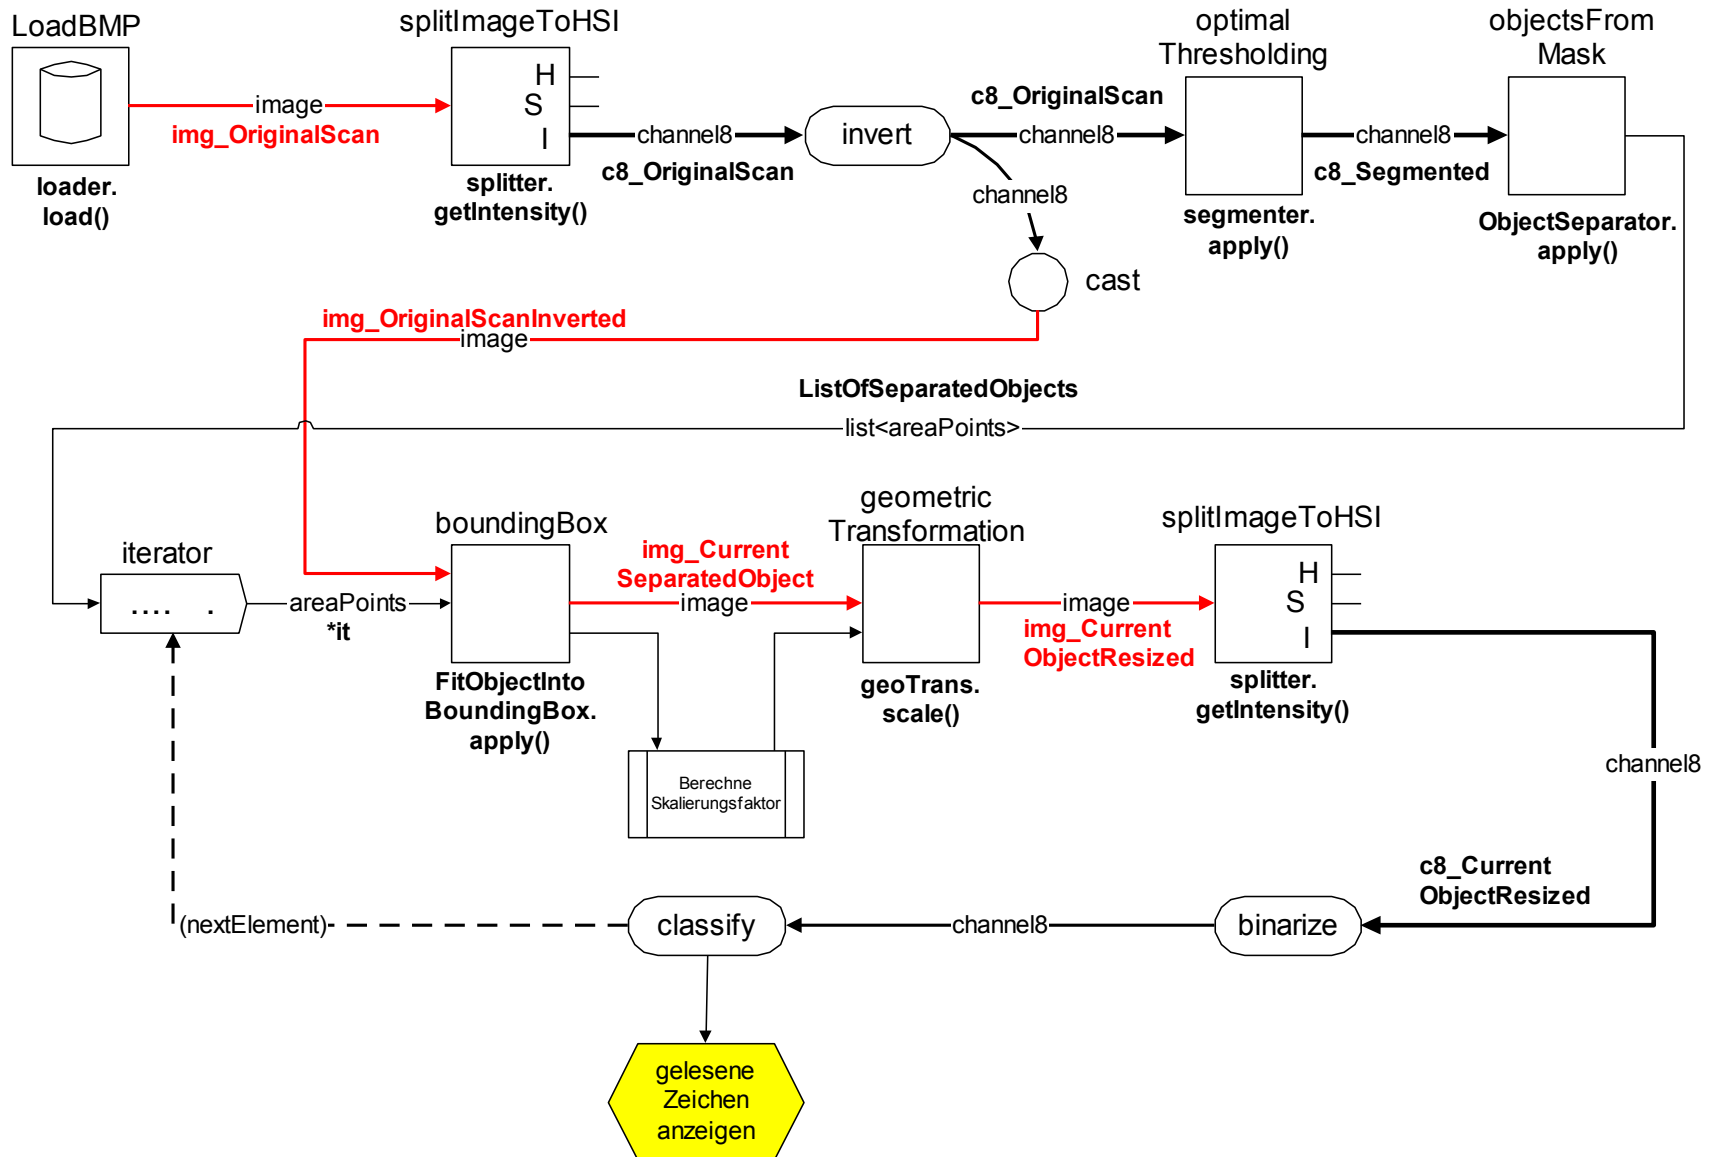 LoadBMP
image
img_OriginalScan
loader.
load()
splitImageToHSI
H
S
I
splitter.
getIntensity()
channel8
c8_OriginalScan
invert
c8_OriginalScan
channel8
channel8
cast
optimal
Thresholding
segmenter.
apply()
channel8
c8_Segmented
objectsFrom
Mask
ObjectSeparator.
apply()
img_OriginalScanInverted
image
ListOfSeparatedObjects
list<areaPoints>
iterator
.... .
areaPoints
*it
boundingBox
FitObjectInto
BoundingBox.
apply()
img_Current
SeparatedObject
image
Berechne
Skalierungsfaktor
geometric
Transformation
geoTrans.
scale()
image
img_Current
ObjectResized
splitImageToHSI
H
S
I
splitter.
getIntensity()
channel8
c8_Current
ObjectResized
binarize
channel8
classify
(nextElement)
gelesene
Zeichen
anzeigen